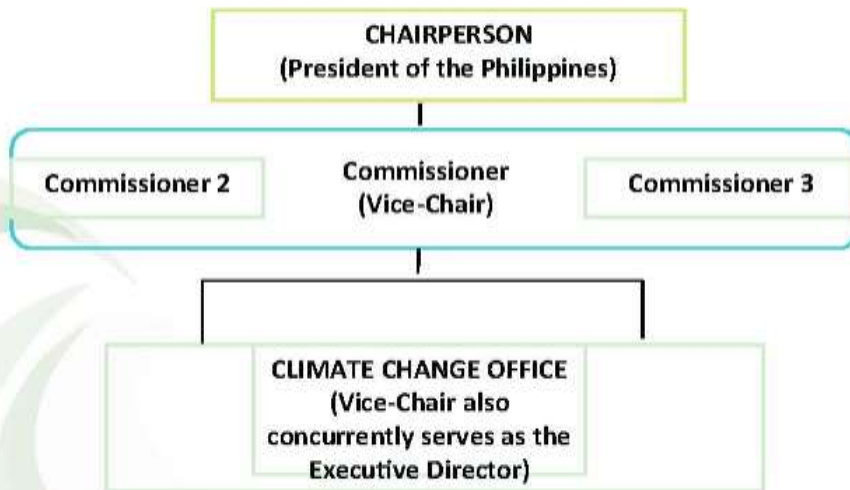 CHAIRPERSON
(President of the Philippines)
Commissioner 2
Commissioner
(Vice-Chair)
Commissioner 3
CLIMATE CHANGE OFFICE
(Vice-Chair also
concurrently serves as the
Executive Director)